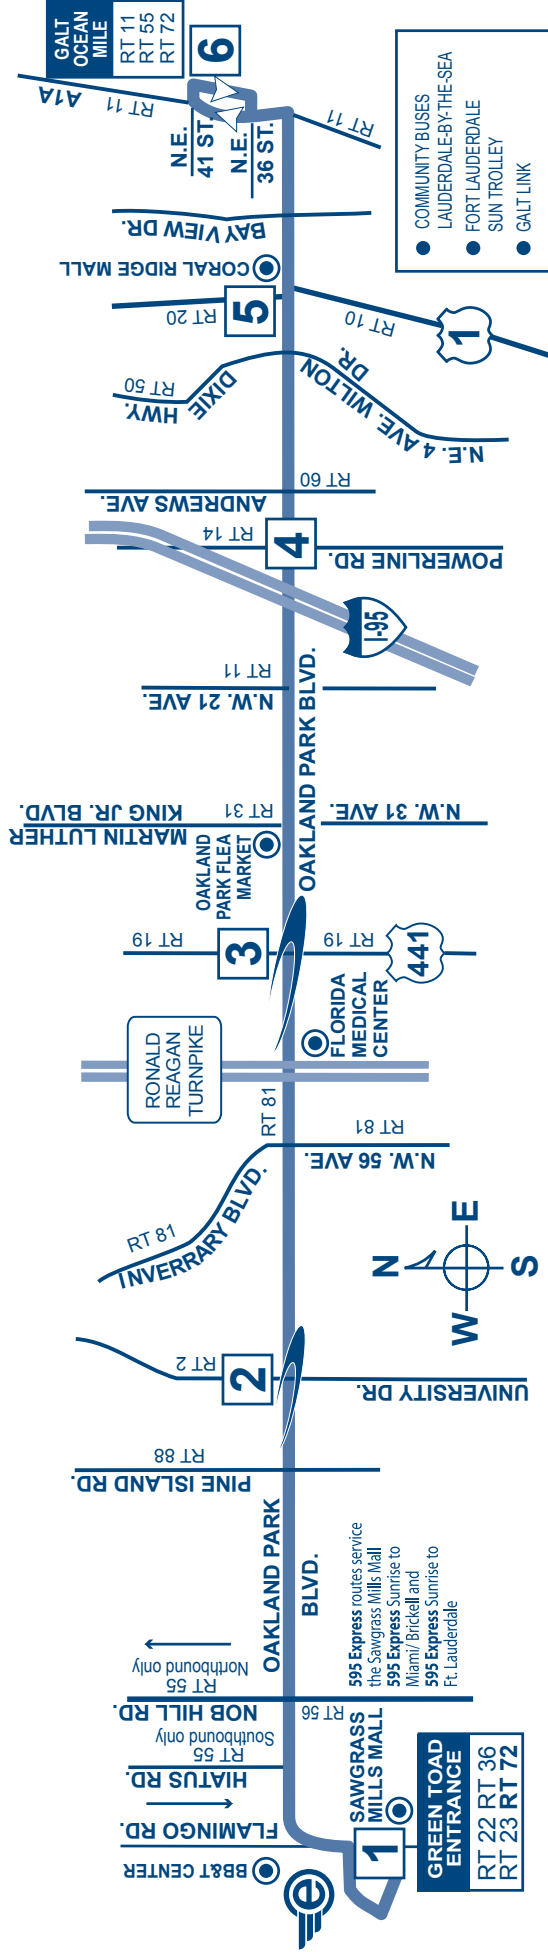 BB&T CENTER
FLAMINGO RD.
HIATUS RD.
RT 55
Southbound only
NOB HILL RD.
RT 55
Northbound only
RT 56
e
1
SAWGRASS
MILLS MALL
GREEN TOAD
ENTRANCE
RT 22 RT 36
RT 23 RT 72
595 Express routes service
the Sawgrass Mills Mall
595 Express Sunrise to
Miami/ Brickell and
595 Express Sunrise to
Ft. Lauderdale
OAKLAND PARK
BLVD.
PINE ISLAND RD.
RT 88
2
RT 2
UNIVERSITY DR.
N
W
E
S
INVERRARY BLVD.
RT 81
RT 81
N.W. 56 AVE.
RT 81
RONALD
REAGAN
TURNPIKE
FLORIDA
MEDICAL
CENTER
RT 19
3
RT 19
441
OAKLAND
PARK FLEA
MARKET
MARTIN LUTHER
KING JR. BLVD.
RT 31
N.W. 31 AVE.
OAKLAND PARK BLVD.
N.W. 21 AVE.
RT 11
I-95
4
RT 14
POWERLINE RD.
ANDREWS AVE.
RT 60
DIXIE
HWY.
RT 50
N.E. 4 AVE. WILTON
DR.
5
RT 20
RT 10
1
CORAL RIDGE MALL
BAY VIEW DR.
N.E.
41 ST.
N.E.
36 ST.
A1A
RT 11
RT 11
6
GALT
OCEAN
MILE
RT 11
RT 55
RT 72
COMMUNITY BUSES
LAUDERDALE-BY-THE-SEA
FORT LAUDERDALE
SUN TROLLEY
GALT LINK